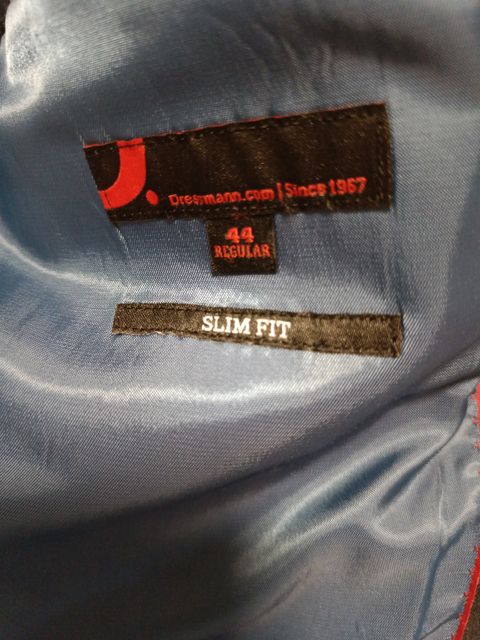 Dressmann.com | Since 1967
44
REGULAR
SLIM FIT